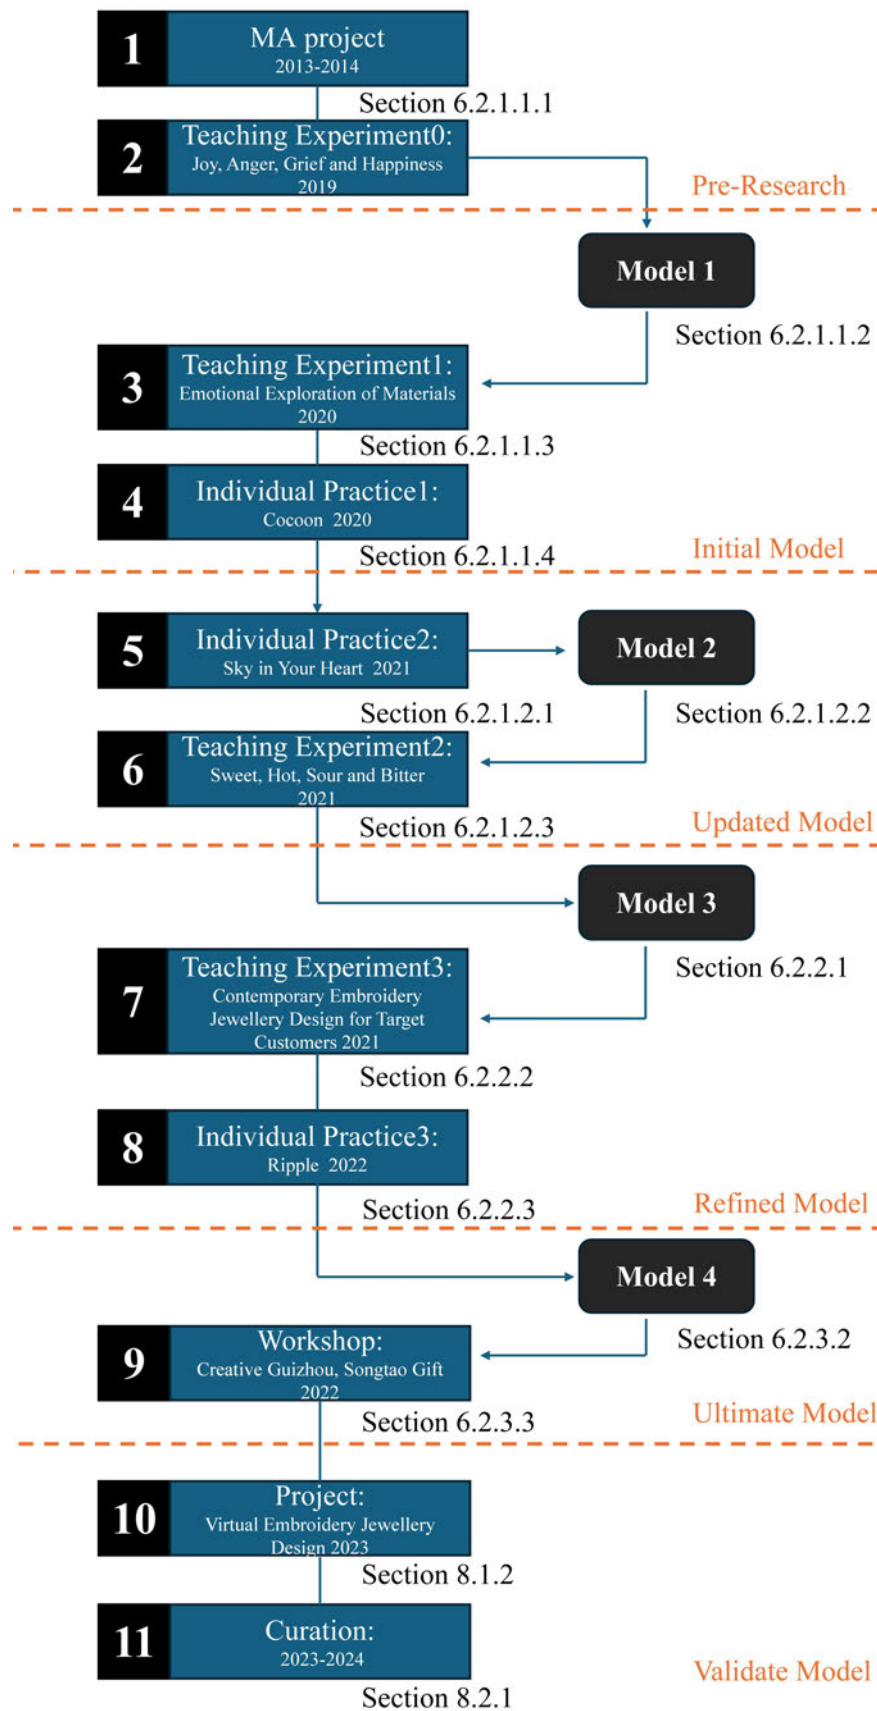 1
MA project
2013-2014
Section 6.2.1.1.1
2
Teaching Experiment0:
Joy, Anger, Grief and Happiness
2019
Pre-Research
Model 1
Section 6.2.1.1.2
3
Teaching Experiment1:
Emotional Exploration of Materials
2020
Section 6.2.1.1.3
4
Individual Practice1:
Cocoon 2020
Section 6.2.1.1.4
Initial Model
5
Individual Practice2:
Sky in Your Heart 2021
Model 2
Section 6.2.1.2.1
Section 6.2.1.2.2
6
Teaching Experiment2:
Sweet, Hot, Sour and Bitter
2021
Section 6.2.1.2.3
Updated Model
Model 3
Section 6.2.2.1
7
Teaching Experiment3:
Contemporary Embroidery
Jewellery Design for Target
Customers 2021
Section 6.2.2.2
8
Individual Practice3:
Ripple 2022
Section 6.2.2.3
Refined Model
Model 4
Section 6.2.3.2
9
Workshop:
Creative Guizhou, Songtao Gift
2022
Section 6.2.3.3
Ultimate Model
10
Project:
Virtual Embroidery Jewellery
Design 2023
Section 8.1.2
11
Curation:
2023-2024
Section 8.2.1
Validate Model